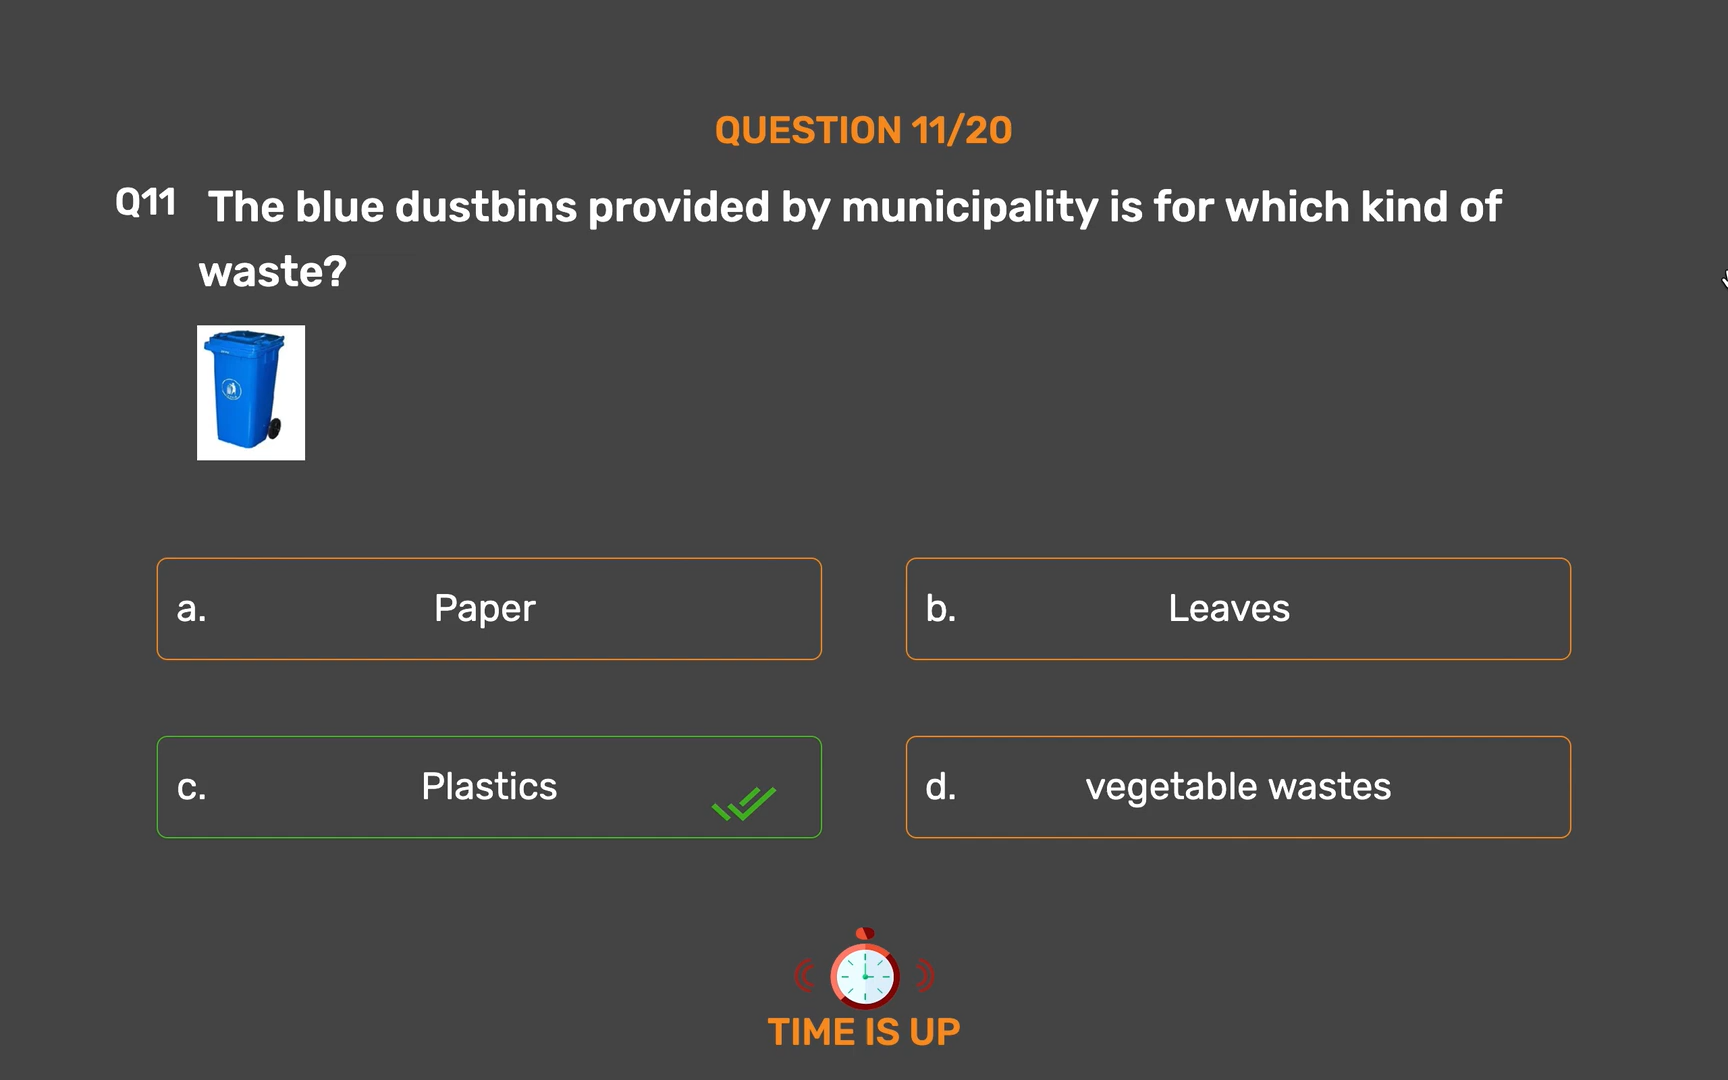 QUESTION 11/20
Q11 The blue dustbins provided by municipality is for which kind of
waste?
a. Paper
b. Leaves
c. Plastics
d. vegetable wastes
TIME IS UP